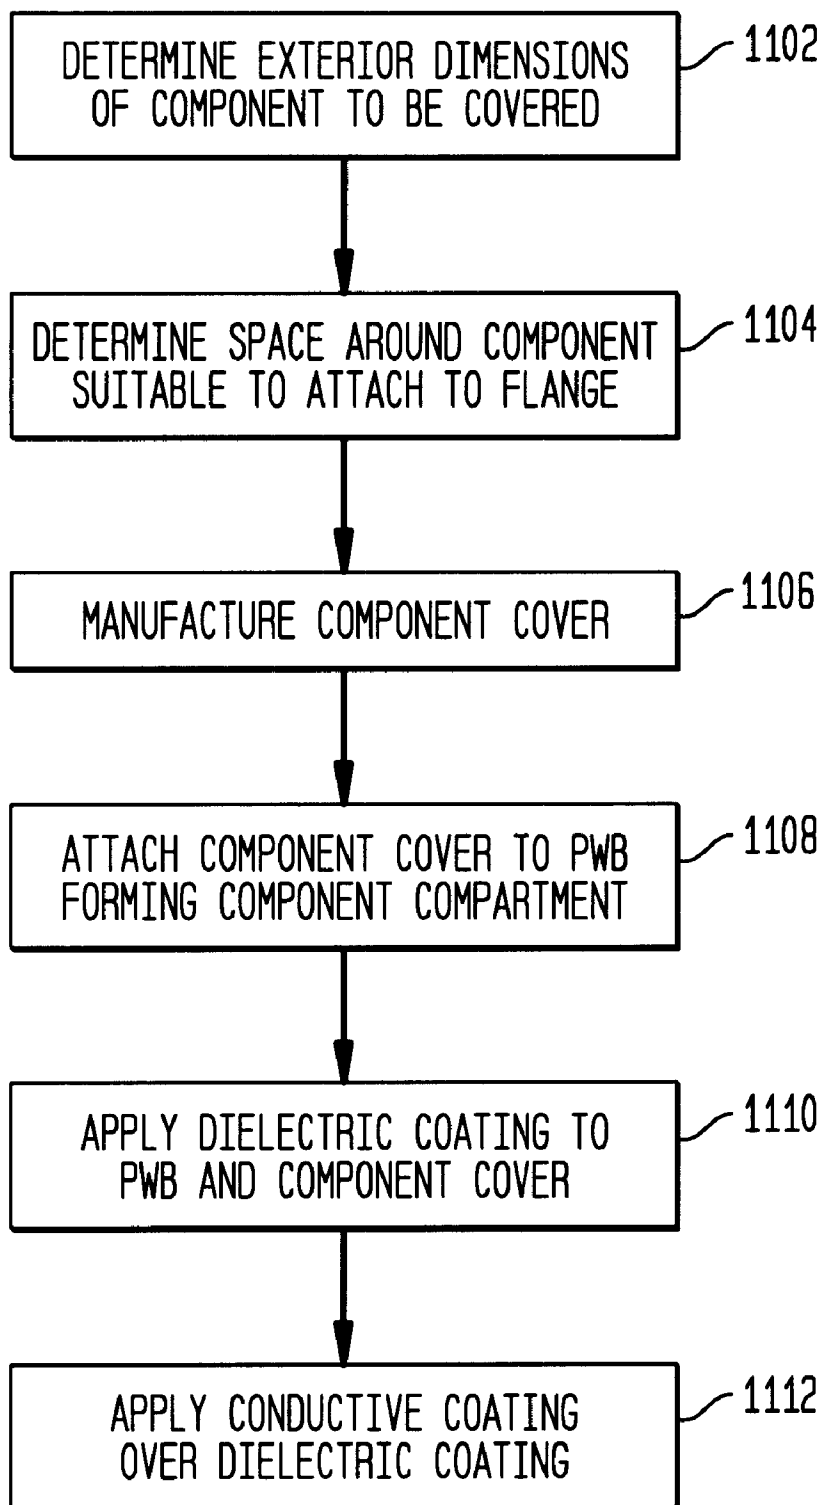 DETERMINE EXTERIOR DIMENSIONS
OF COMPONENT TO BE COVERED
1102
DETERMINE SPACE AROUND COMPONENT
SUITABLE TO ATTACH TO FLANGE
1104
MANUFACTURE COMPONENT COVER
1106
ATTACH COMPONENT COVER TO PWB
FORMING COMPONENT COMPARTMENT
1108
APPLY DIELECTRIC COATING TO
PWB AND COMPONENT COVER
1110
APPLY CONDUCTIVE COATING
OVER DIELECTRIC COATING
1112